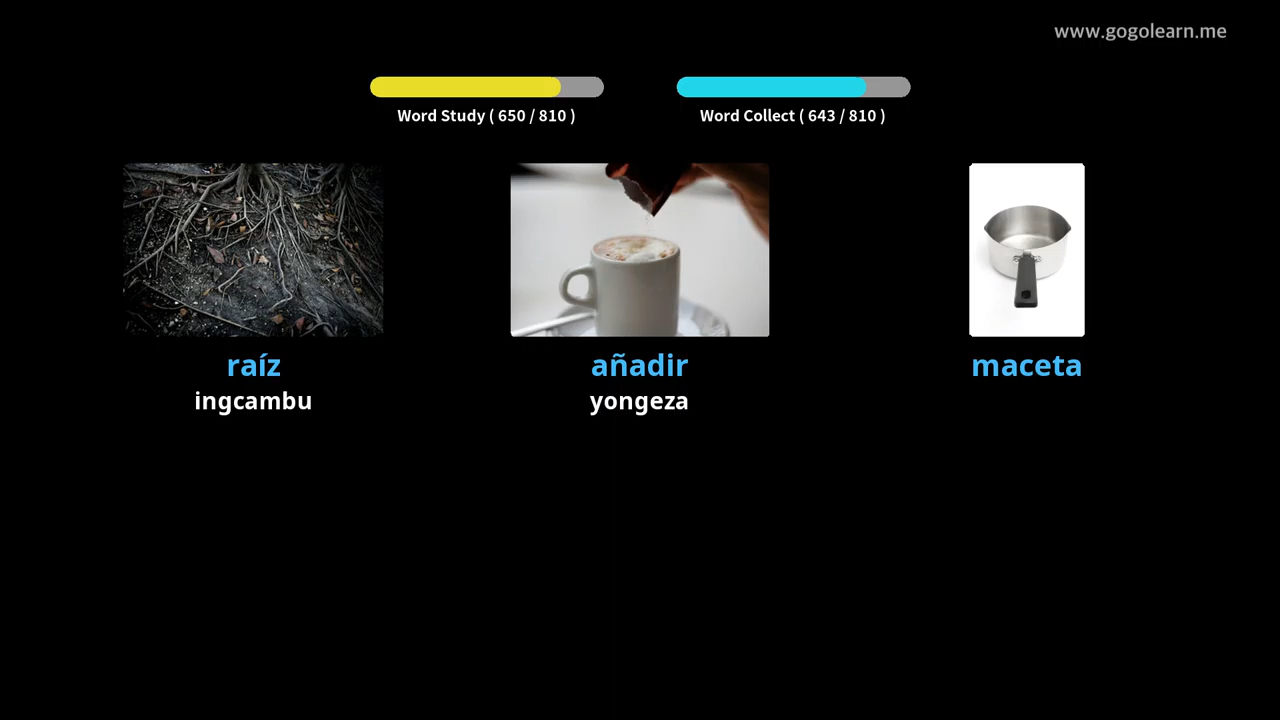 www.gogolearn.me
Word Study ( 650 / 810 )
Word Collect ( 643 / 810 )
raíz
añadir
maceta
ingcambu
yongeza